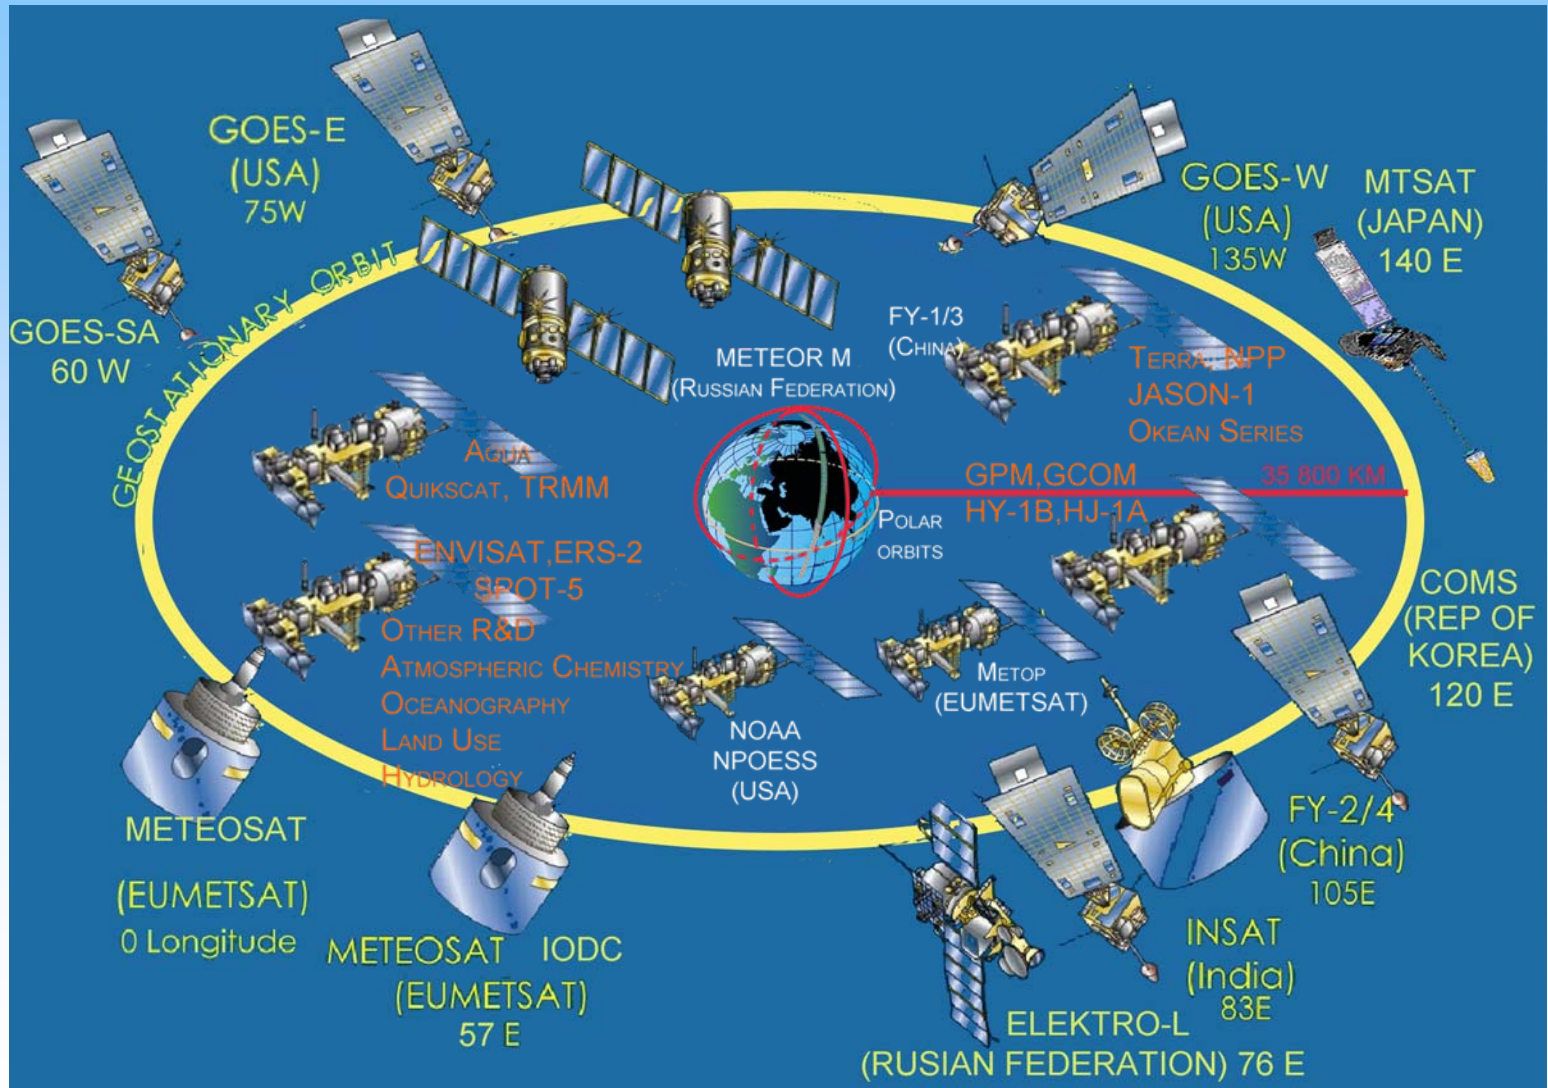 GOES-E
(USA)
75W
GOES-SA
60 W
GEOSTATIONARY ORBIT
GOES-W
(USA)
135W
MTSAT
(JAPAN)
140 E
METEOR M
(RUSSIAN FEDERATION)
FY-1/3
(CHINA)
TERRA, NPP
JASON-1
OKEAN SERIES
AQUA
QUIKSCAT, TRMM
GPM,GCOM
HY-1B,HJ-1A
35 800 KM
POLAR
ORBITS
ENVISAT,ERS-2
SPOT-5
OTHER R&D
ATMOSPHERIC CHEMISTRY
OCEANOGRAPHY
LAND USE
HYDROLOGY
NOAA
NPOESS
(USA)
METOP
(EUMETSAT)
COMS
(REP OF
KOREA)
120 E
METEOSAT
(EUMETSAT)
0 Longitude
METEOSAT IODC
(EUMETSAT)
57 E
FY-2/4
(China)
105E
INSAT
(India)
83E
ELEKTRO-L
(RUSIAN FEDERATION) 76 E